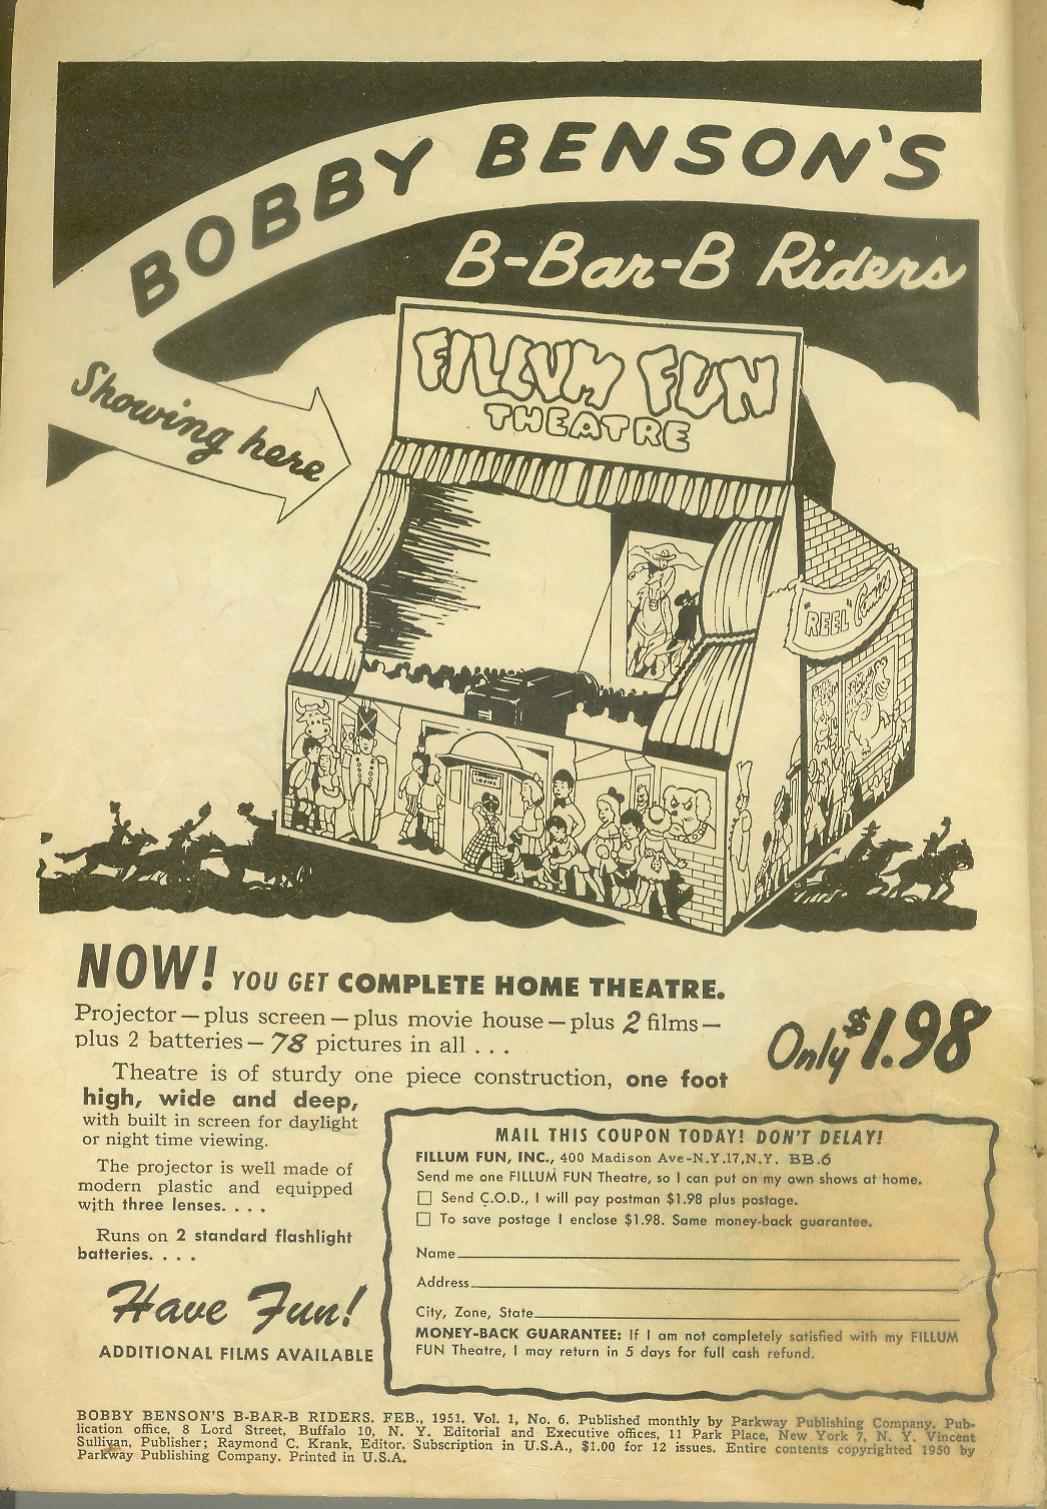 BOBBY BENSON'S
B-Bar-B Riders
Showing here
FILLUM FUN
THEATRE
"REEL" Comics
NOW! YOU GET COMPLETE HOME THEATRE.
Projector — plus screen — plus movie house — plus 2 films —
plus 2 batteries — 78 pictures in all . . .
Only $1.98
Theatre is of sturdy one piece construction, one foot
high, wide and deep,
with built in screen for daylight
or night time viewing.
The projector is well made of
modern plastic and equipped
with three lenses. . . .
Runs on 2 standard flashlight
batteries. . . .
Have Fun!
ADDITIONAL FILMS AVAILABLE
MAIL THIS COUPON TODAY! DON'T DELAY!
FILLUM FUN, INC., 400 Madison Ave-N.Y.17,N.Y. BB.6
Send me one FILLUM FUN Theatre, so I can put on my own shows at home.
Send C.O.D., I will pay postman $1.98 plus postage.
To save postage I enclose $1.98. Same money-back guarantee.
Name
Address
City, Zone, State
MONEY-BACK GUARANTEE: If I am not completely satisfied with my FILLUM
FUN Theatre, I may return in 5 days for full cash refund.
BOBBY BENSON'S B-BAR-B RIDERS. FEB., 1951. Vol. 1, No. 6. Published monthly by Parkway Publishing Company. Pub-
lication office, 8 Lord Street, Buffalo 10, N. Y. Editorial and Executive offices, 11 Park Place, New York 7, N. Y. Vincent
Sullivan, Publisher; Raymond C. Krank, Editor. Subscription in U.S.A., $1.00 for 12 issues. Entire contents copyrighted 1950 by
Parkway Publishing Company. Printed in U.S.A.